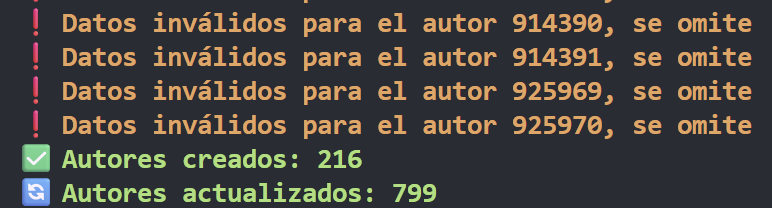 ❗ Datos inválidos para el autor 914390, se omite
❗ Datos inválidos para el autor 914391, se omite
❗ Datos inválidos para el autor 925969, se omite
❗ Datos inválidos para el autor 925970, se omite
✅ Autores creados: 216
🔄 Autores actualizados: 799